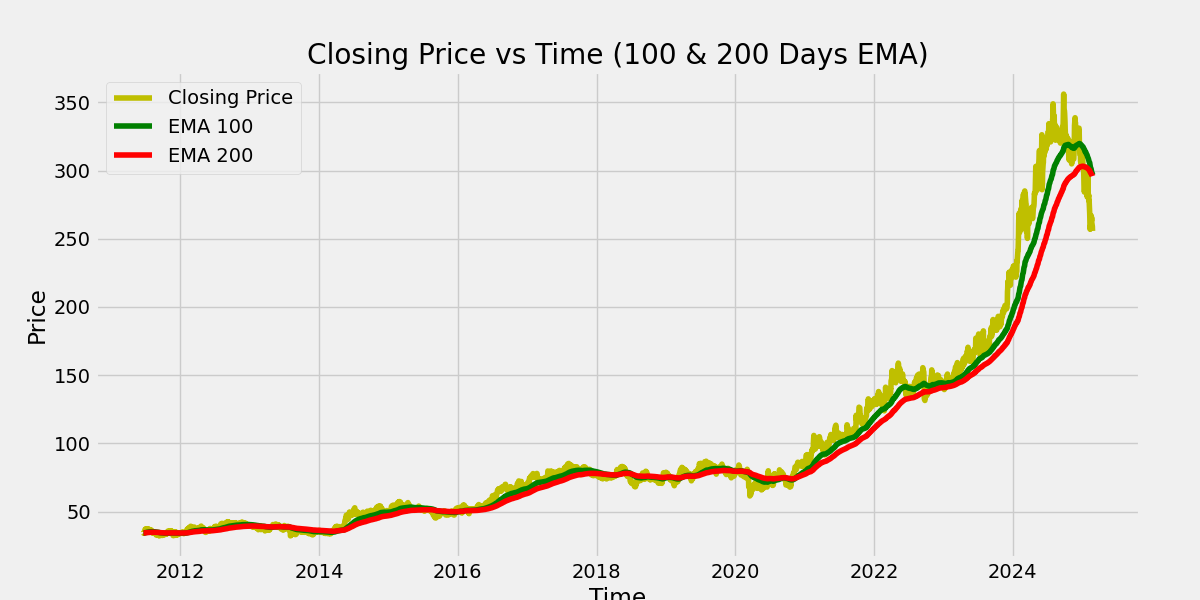 Closing Price vs Time (100 & 200 Days EMA)
Closing Price
EMA 100
EMA 200
350
300
250
200
150
100
50
Price
2012 2014 2016 2018 2020 2022 2024
Time